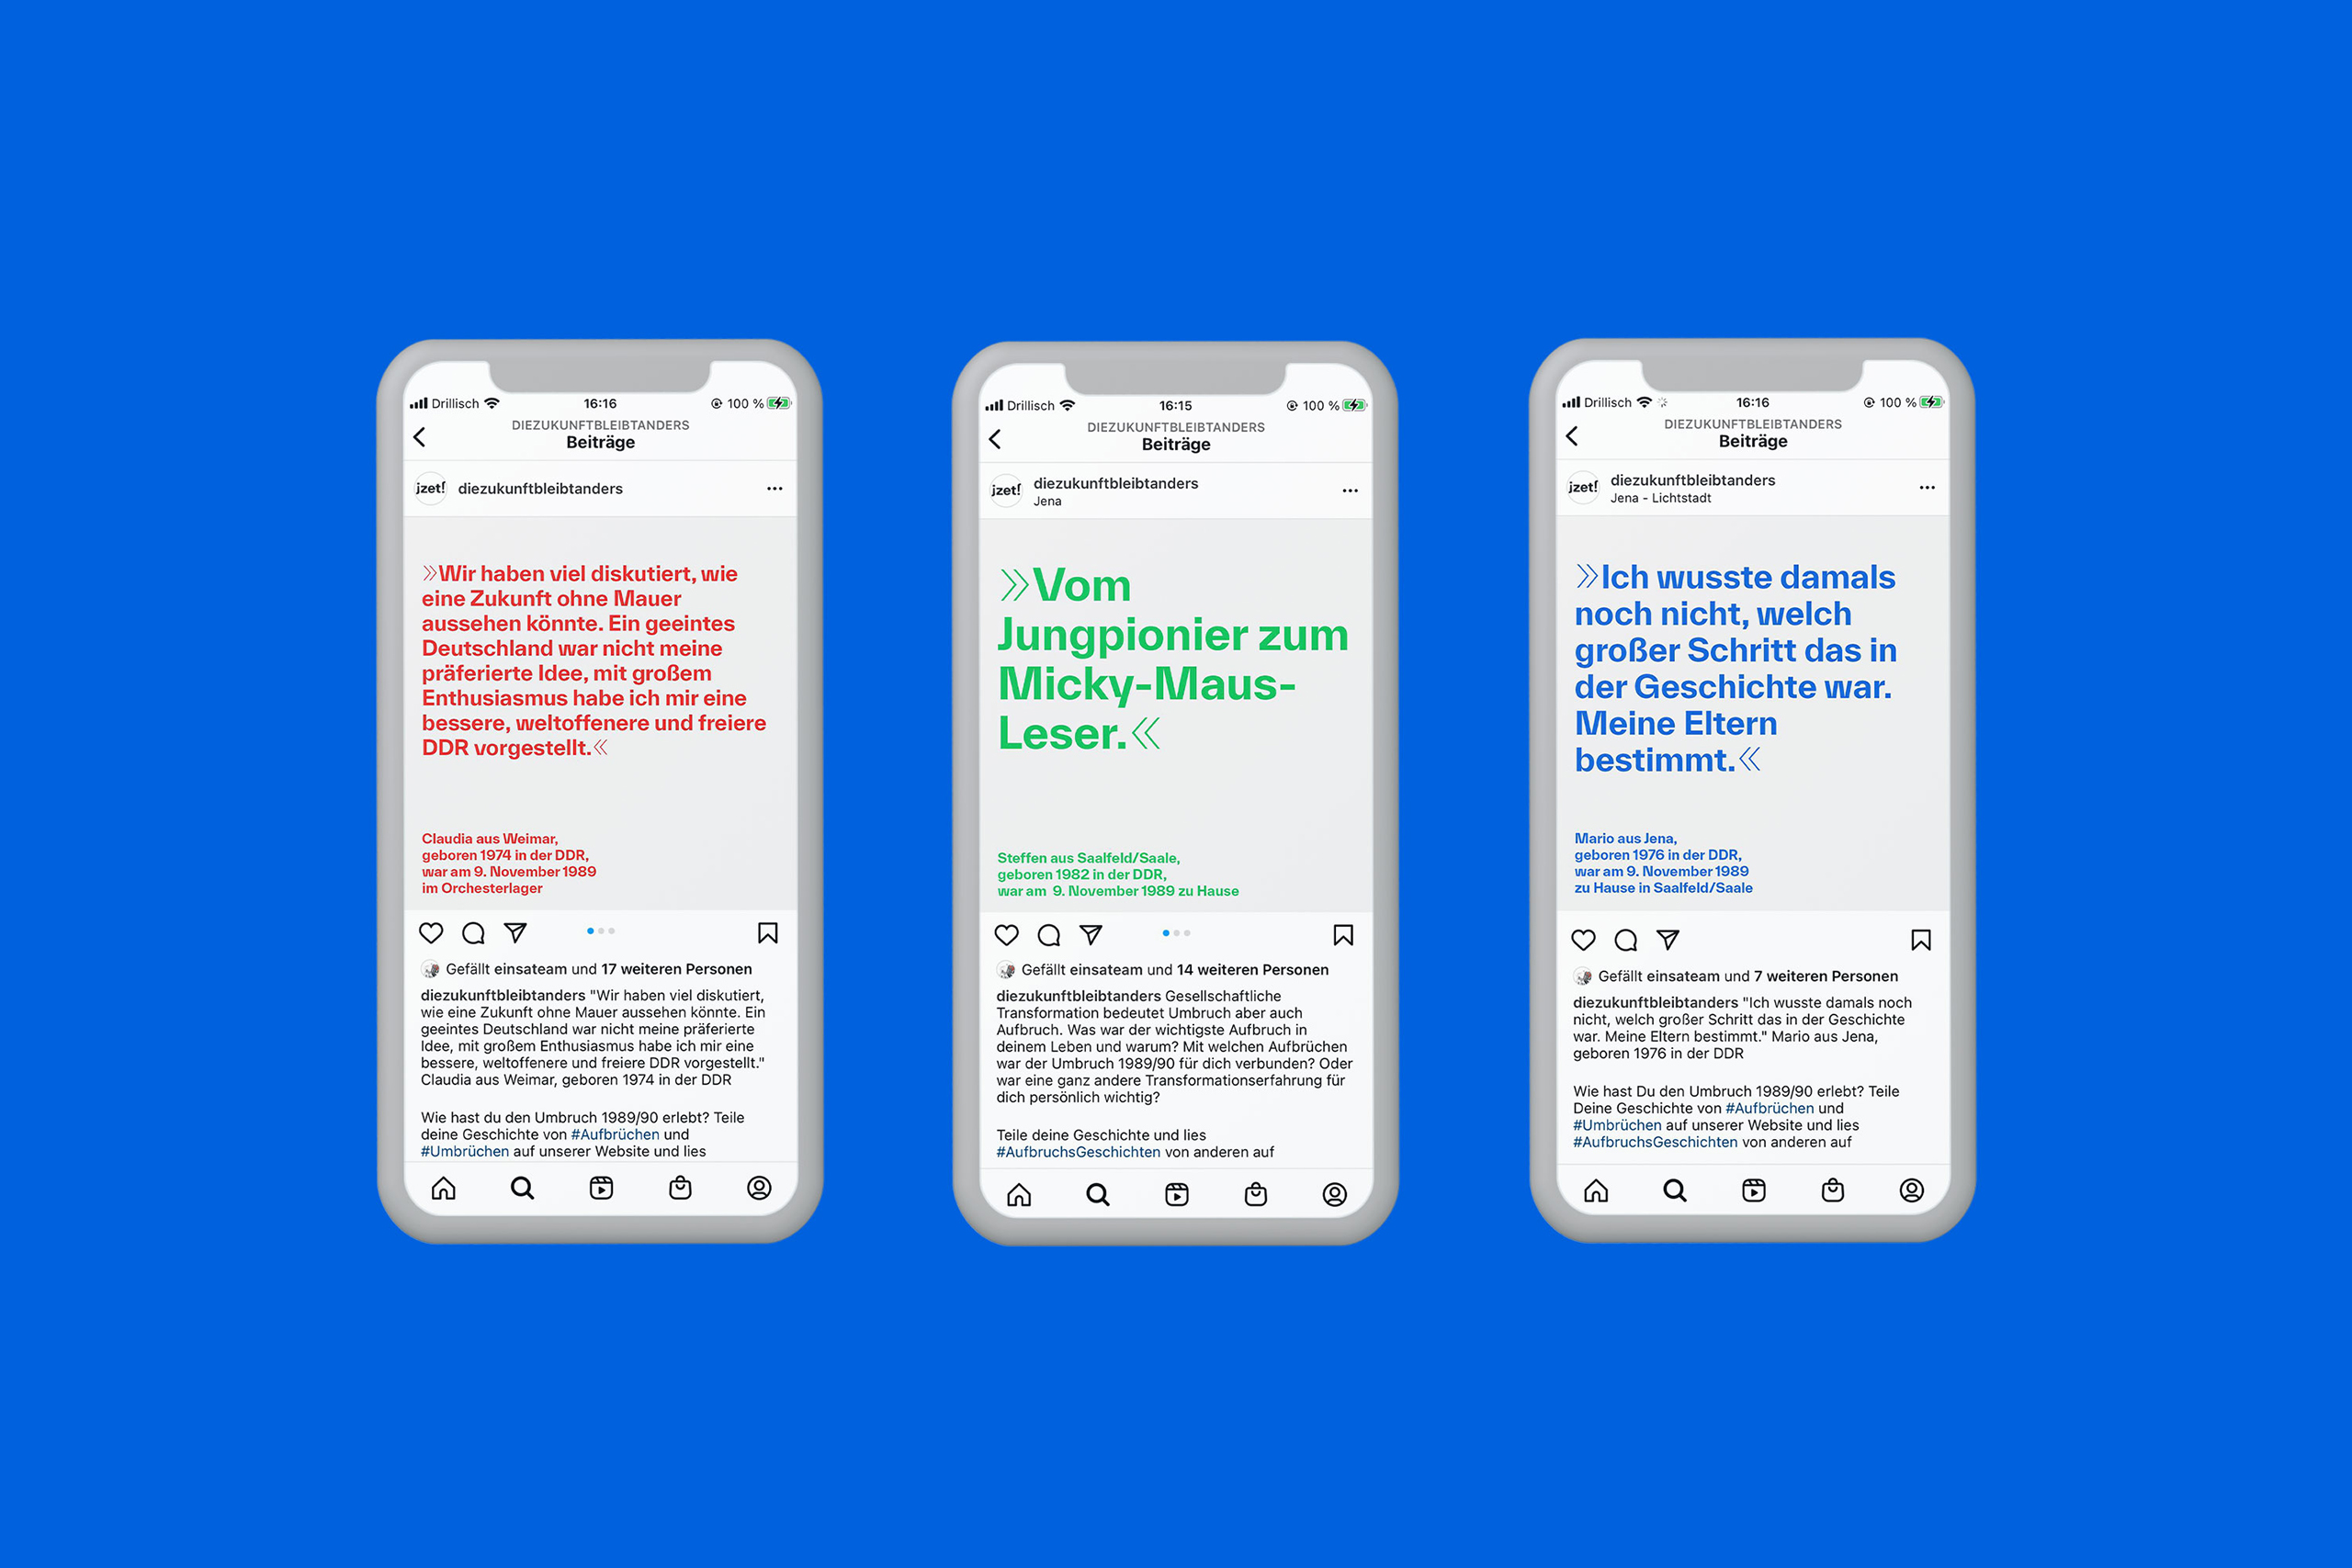 Drillisch 16:16 100 %
DIEZUKUNFTBLEIBTANDERS
Beiträge
jzet! diezukunftbleibtanders
»Wir haben viel diskutiert, wie
eine Zukunft ohne Mauer
aussehen könnte. Ein geeintes
Deutschland war nicht meine
präferierte Idee, mit großem
Enthusiasmus habe ich mir eine
bessere, weltoffenere und freiere
DDR vorgestellt.«
Claudia aus Weimar,
geboren 1974 in der DDR,
war am 9. November 1989
im Orchesterlager
Gefällt einsateam und 17 weiteren Personen
diezukunftbleibtanders "Wir haben viel diskutiert,
wie eine Zukunft ohne Mauer aussehen könnte. Ein
geeintes Deutschland war nicht meine präferierte
Idee, mit großem Enthusiasmus habe ich mir eine
bessere, weltoffenere und freiere DDR vorgestellt."
Claudia aus Weimar, geboren 1974 in der DDR
Wie hast du den Umbruch 1989/90 erlebt? Teile
deine Geschichte von #Aufbrüchen und
#Umbrüchen auf unserer Website und lies
Drillisch 16:15 100 %
DIEZUKUNFTBLEIBTANDERS
Beiträge
jzet! diezukunftbleibtanders
Jena
»Vom
Jungpionier zum
Micky-Maus-
Leser.«
Steffen aus Saalfeld/Saale,
geboren 1982 in der DDR,
war am 9. November 1989 zu Hause
Gefällt einsateam und 14 weiteren Personen
diezukunftbleibtanders Gesellschaftliche
Transformation bedeutet Umbruch aber auch
Aufbruch. Was war der wichtigste Aufbruch in
deinem Leben und warum? Mit welchen Aufbrüchen
war der Umbruch 1989/90 für dich verbunden? Oder
war eine ganz andere Transformationserfahrung für
dich persönlich wichtig?
Teile deine Geschichte und lies
#AufbruchsGeschichten von anderen auf
Drillisch 16:16 100 %
DIEZUKUNFTBLEIBTANDERS
Beiträge
jzet! diezukunftbleibtanders
Jena - Lichtstadt
»Ich wusste damals
noch nicht, welch
großer Schritt das in
der Geschichte war.
Meine Eltern
bestimmt.«
Mario aus Jena,
geboren 1976 in der DDR,
war am 9. November 1989
zu Hause in Saalfeld/Saale
Gefällt einsateam und 7 weiteren Personen
diezukunftbleibtanders "Ich wusste damals noch
nicht, welch großer Schritt das in der Geschichte
war. Meine Eltern bestimmt." Mario aus Jena,
geboren 1976 in der DDR
Wie hast Du den Umbruch 1989/90 erlebt? Teile
Deine Geschichte von #Aufbrüchen und
#Umbrüchen auf unserer Website und lies
#AufbruchsGeschichten von anderen auf